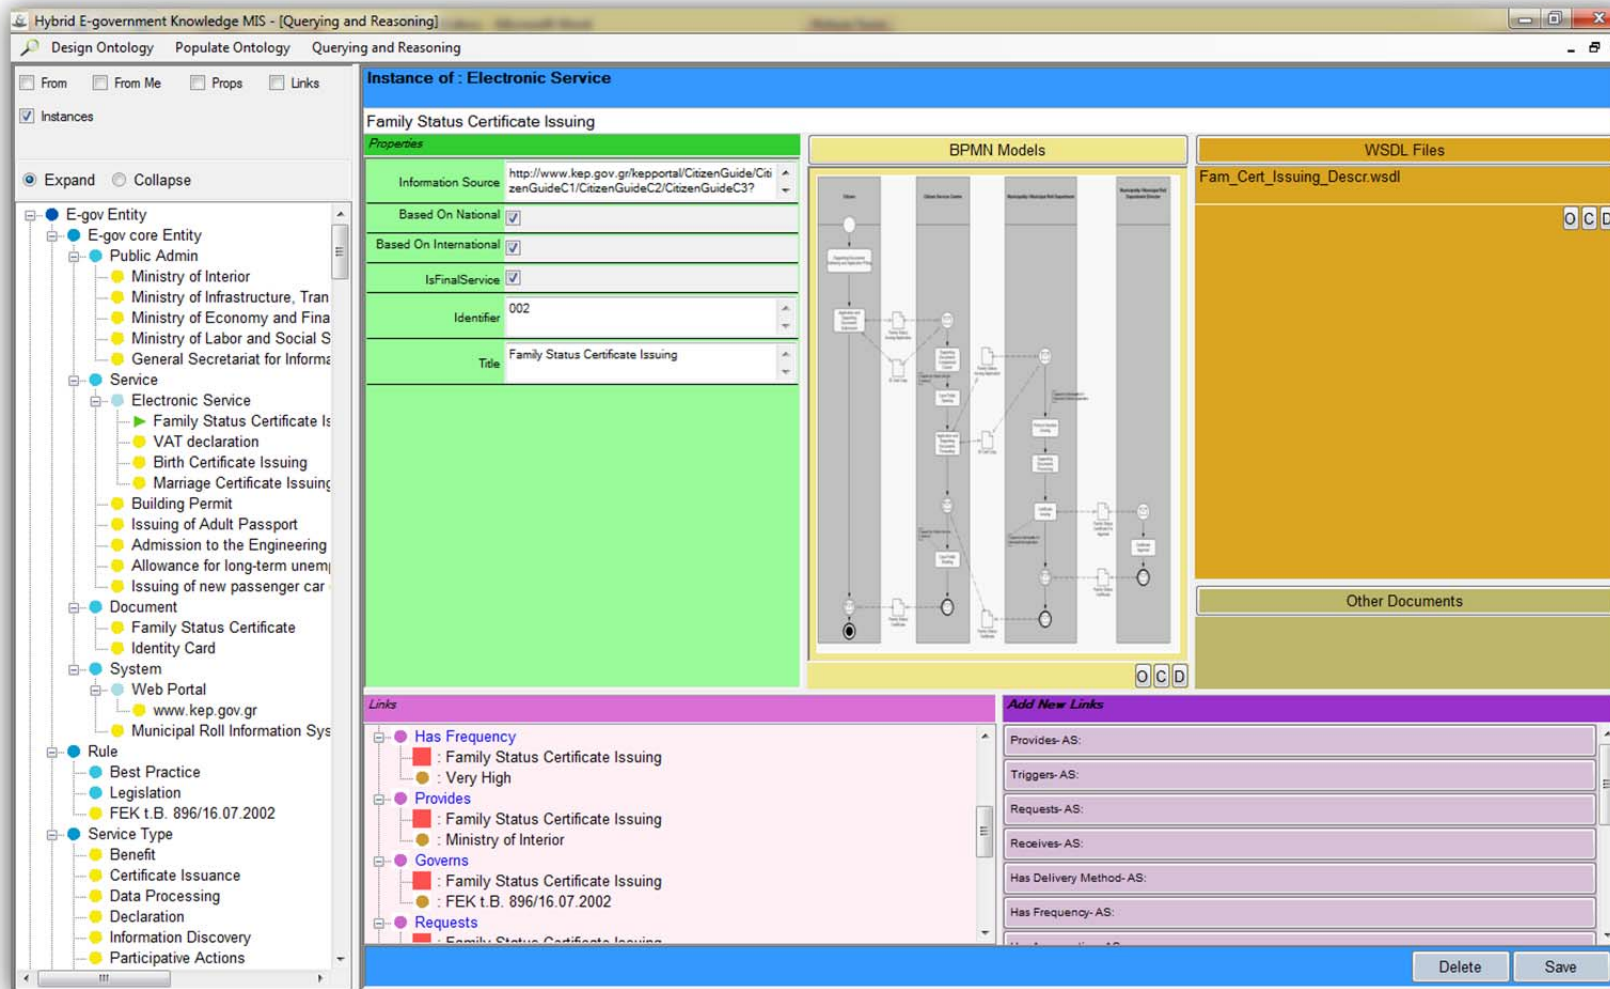 Hybrid E-government Knowledge MIS - [Querying and Reasoning]
Design Ontology Populate Ontology Querying and Reasoning
From From Me Props Links
Instances
Expand Collapse
E-gov Entity
E-gov core Entity
Public Admin
Ministry of Interior
Ministry of Infrastructure, Tran
Ministry of Economy and Fina
Ministry of Labor and Social S
General Secretariat for Informa
Service
Electronic Service
Family Status Certificate Is
VAT declaration
Birth Certificate Issuing
Marriage Certificate Issuing
Building Permit
Issuing of Adult Passport
Admission to the Engineering
Allowance for long-term unem
Issuing of new passenger car
Document
Family Status Certificate
Identity Card
System
Web Portal
www.kep.gov.gr
Municipal Roll Information Sys
Rule
Best Practice
Legislation
FEK t.B. 896/16.07.2002
Service Type
Benefit
Certificate Issuance
Data Processing
Declaration
Information Discovery
Participative Actions
Instance of : Electronic Service
Family Status Certificate Issuing
Properties
Information Source http://www.kep.gov.gr/kepportal/CitizenGuide/Citi
zenGuideC1/CitizenGuideC2/CitizenGuideC3?
Based On National
Based On International
IsFinalService
Identifier 002
Title Family Status Certificate Issuing
BPMN Models
O C D
WSDL Files
Fam_Cert_Issuing_Descr.wsdl
O C D
Other Documents
Links
Has Frequency
: Family Status Certificate Issuing
: Very High
Provides
: Family Status Certificate Issuing
: Ministry of Interior
Governs
: Family Status Certificate Issuing
: FEK t.B. 896/16.07.2002
Requests
: Family Status Certificate Issuing
Add New Links
Provides- AS:
Triggers- AS:
Requests- AS:
Receives- AS:
Has Delivery Method- AS:
Has Frequency- AS:
Delete Save